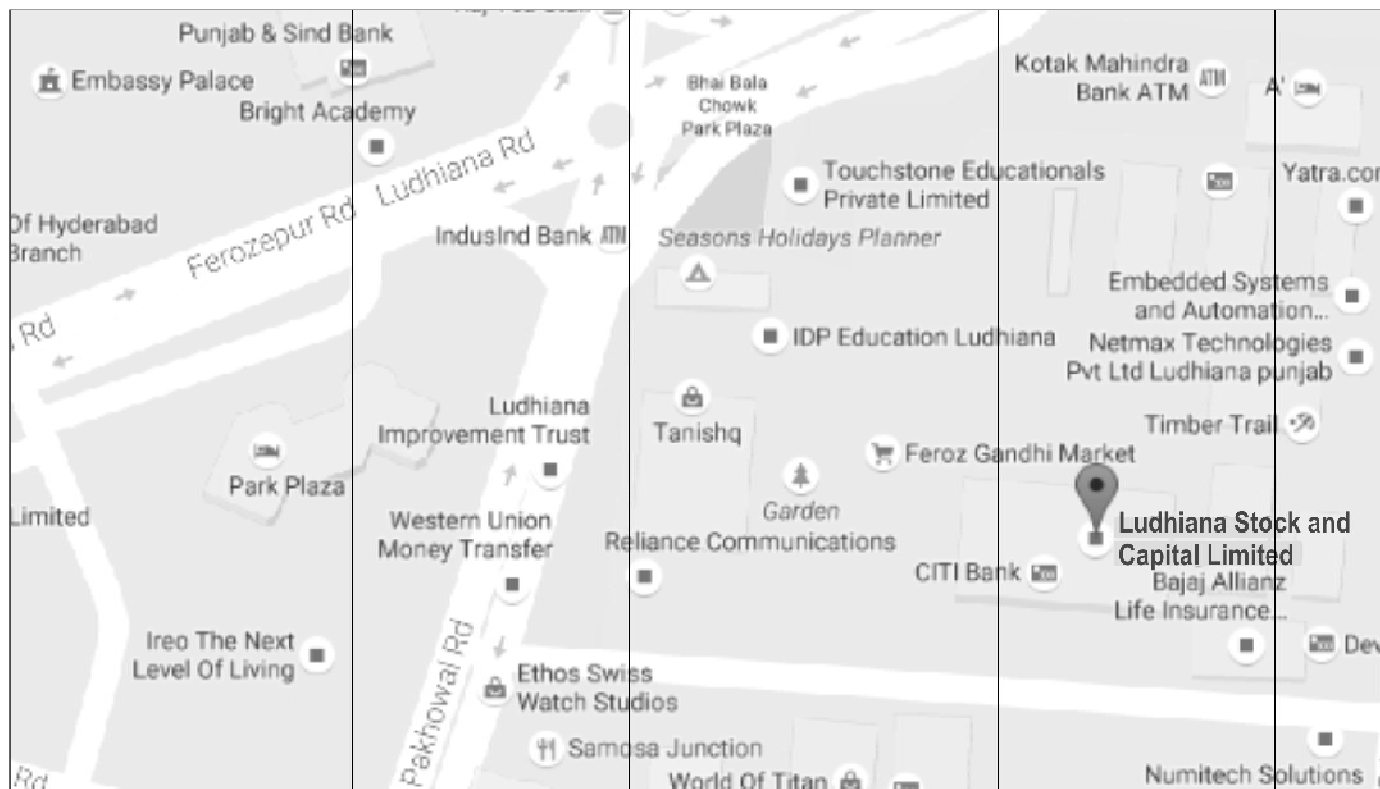 Punjab & Sind Bank
Embassy Palace
Bright Academy
Bhai Bala
Chowk
Park Plaza
Kotak Mahindra
Bank ATM
ATM
A'
Ludhiana Rd
Ferozepur Rd
Touchstone Educationals
Private Limited
Yatra.com
Of Hyderabad
Branch
IndusInd Bank
ATM
Seasons Holidays Planner
Embedded Systems
and Automation...
Rd
IDP Education Ludhiana
Netmax Technologies
Pvt Ltd Ludhiana punjab
Ludhiana
Improvement Trust
Tanishq
Timber Trail
Feroz Gandhi Market
Park Plaza
Garden
Limited
Western Union
Money Transfer
Reliance Communications
Ludhiana Stock and
Capital Limited
CITI Bank
Bajaj Allianz
Life Insurance...
Ireo The Next
Level Of Living
Dev
Pakhowal Rd
Ethos Swiss
Watch Studios
Samosa Junction
World Of Titan
Numitech Solutions
Rd